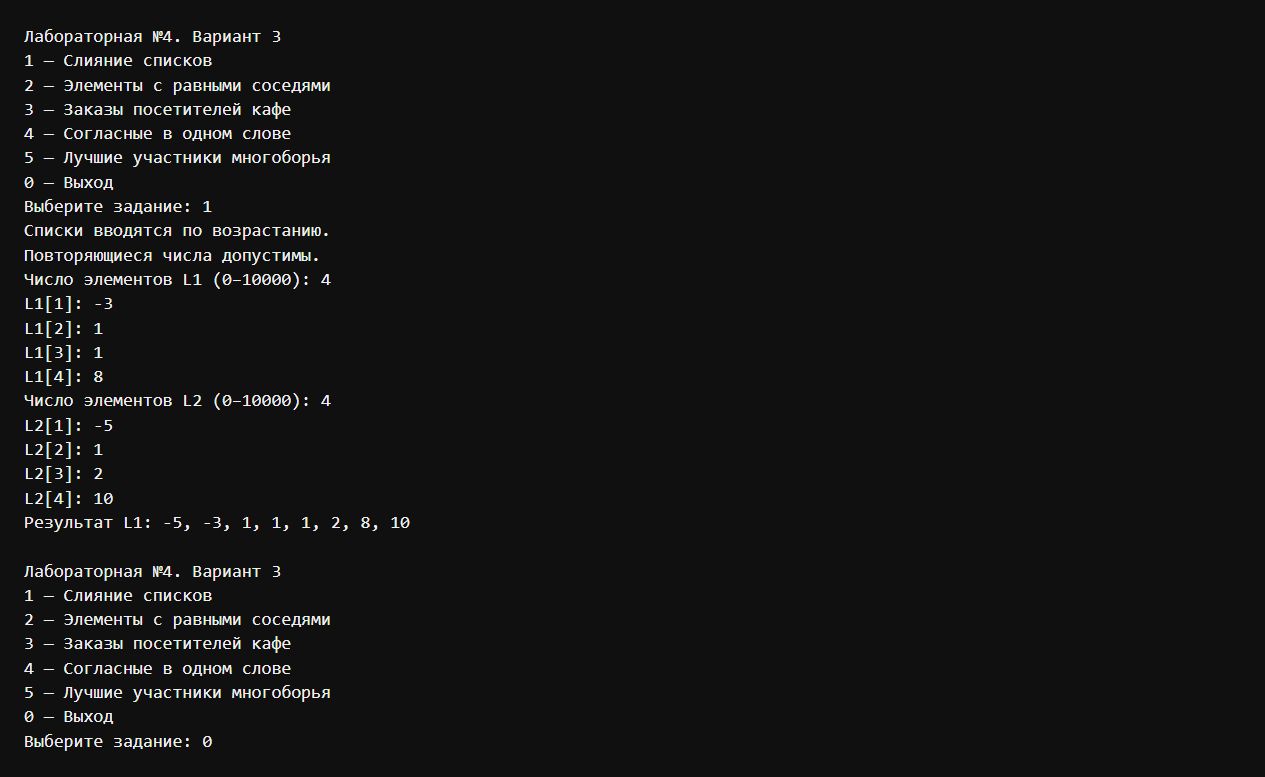 Лабораторная №4. Вариант 3
1 — Слияние списков
2 — Элементы с равными соседями
3 — Заказы посетителей кафе
4 — Согласные в одном слове
5 — Лучшие участники многоборья
0 — Выход
Выберите задание: 1
Списки вводятся по возрастанию.
Повторяющиеся числа допустимы.
Число элементов L1 (0–10000): 4
L1[1]: -3
L1[2]: 1
L1[3]: 1
L1[4]: 8
Число элементов L2 (0–10000): 4
L2[1]: -5
L2[2]: 1
L2[3]: 2
L2[4]: 10
Результат L1: -5, -3, 1, 1, 1, 2, 8, 10
Лабораторная №4. Вариант 3
1 — Слияние списков
2 — Элементы с равными соседями
3 — Заказы посетителей кафе
4 — Согласные в одном слове
5 — Лучшие участники многоборья
0 — Выход
Выберите задание: 0